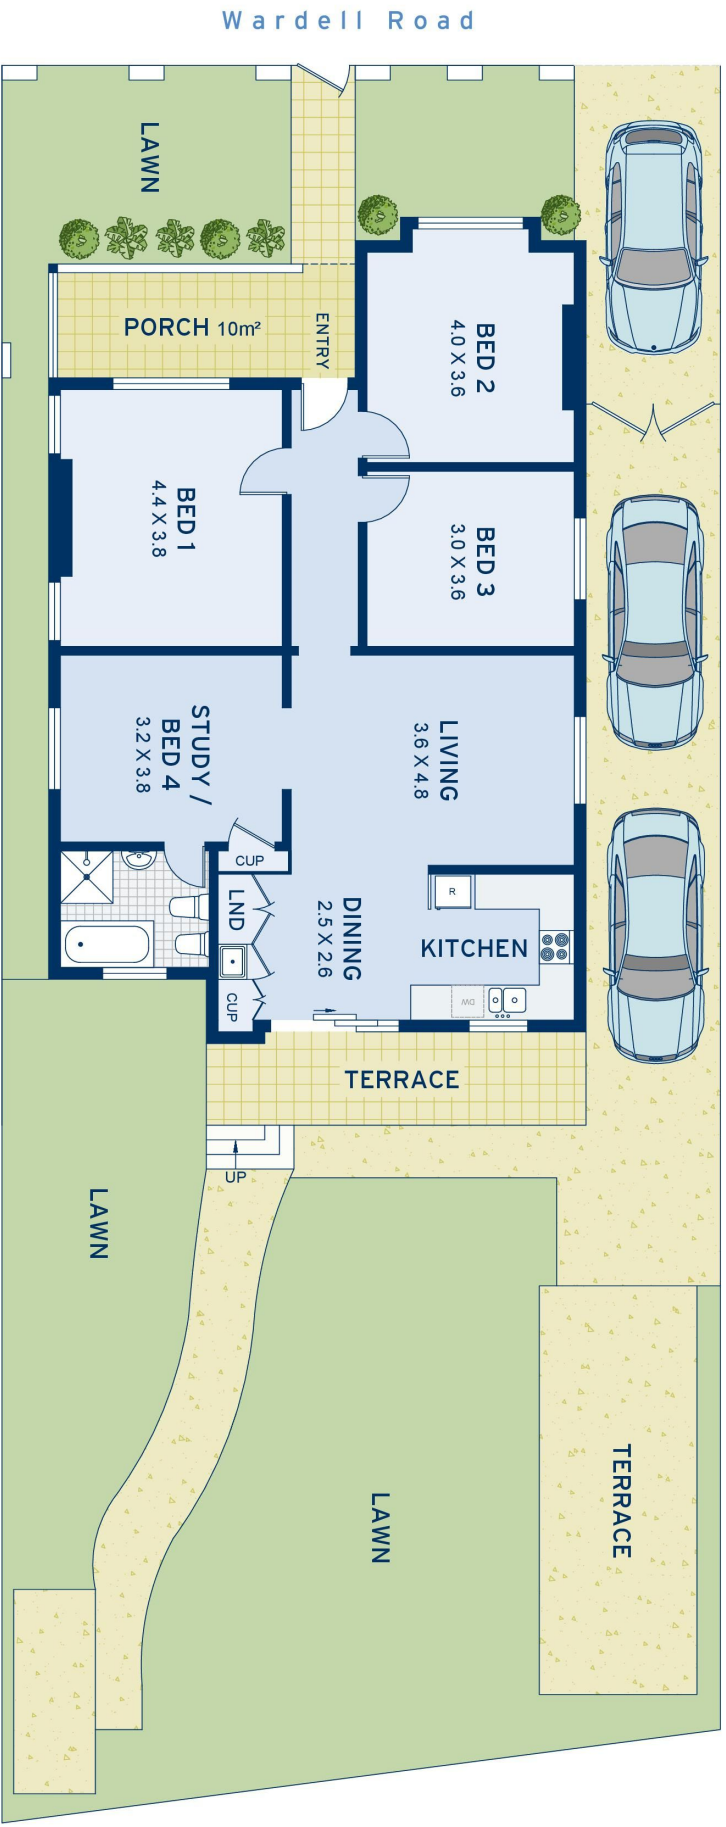 Wardell Road
LAWN
PORCH 10m²
ENTRY
BED 2
4.0 X 3.6
BED 1
4.4 X 3.8
BED 3
3.0 X 3.6
STUDY /
BED 4
3.2 X 3.8
LIVING
3.6 X 4.8
CUP
LND
CUP
DINING
2.5 X 2.6
R
KITCHEN
DW
TERRACE
UP
LAWN
LAWN
TERRACE